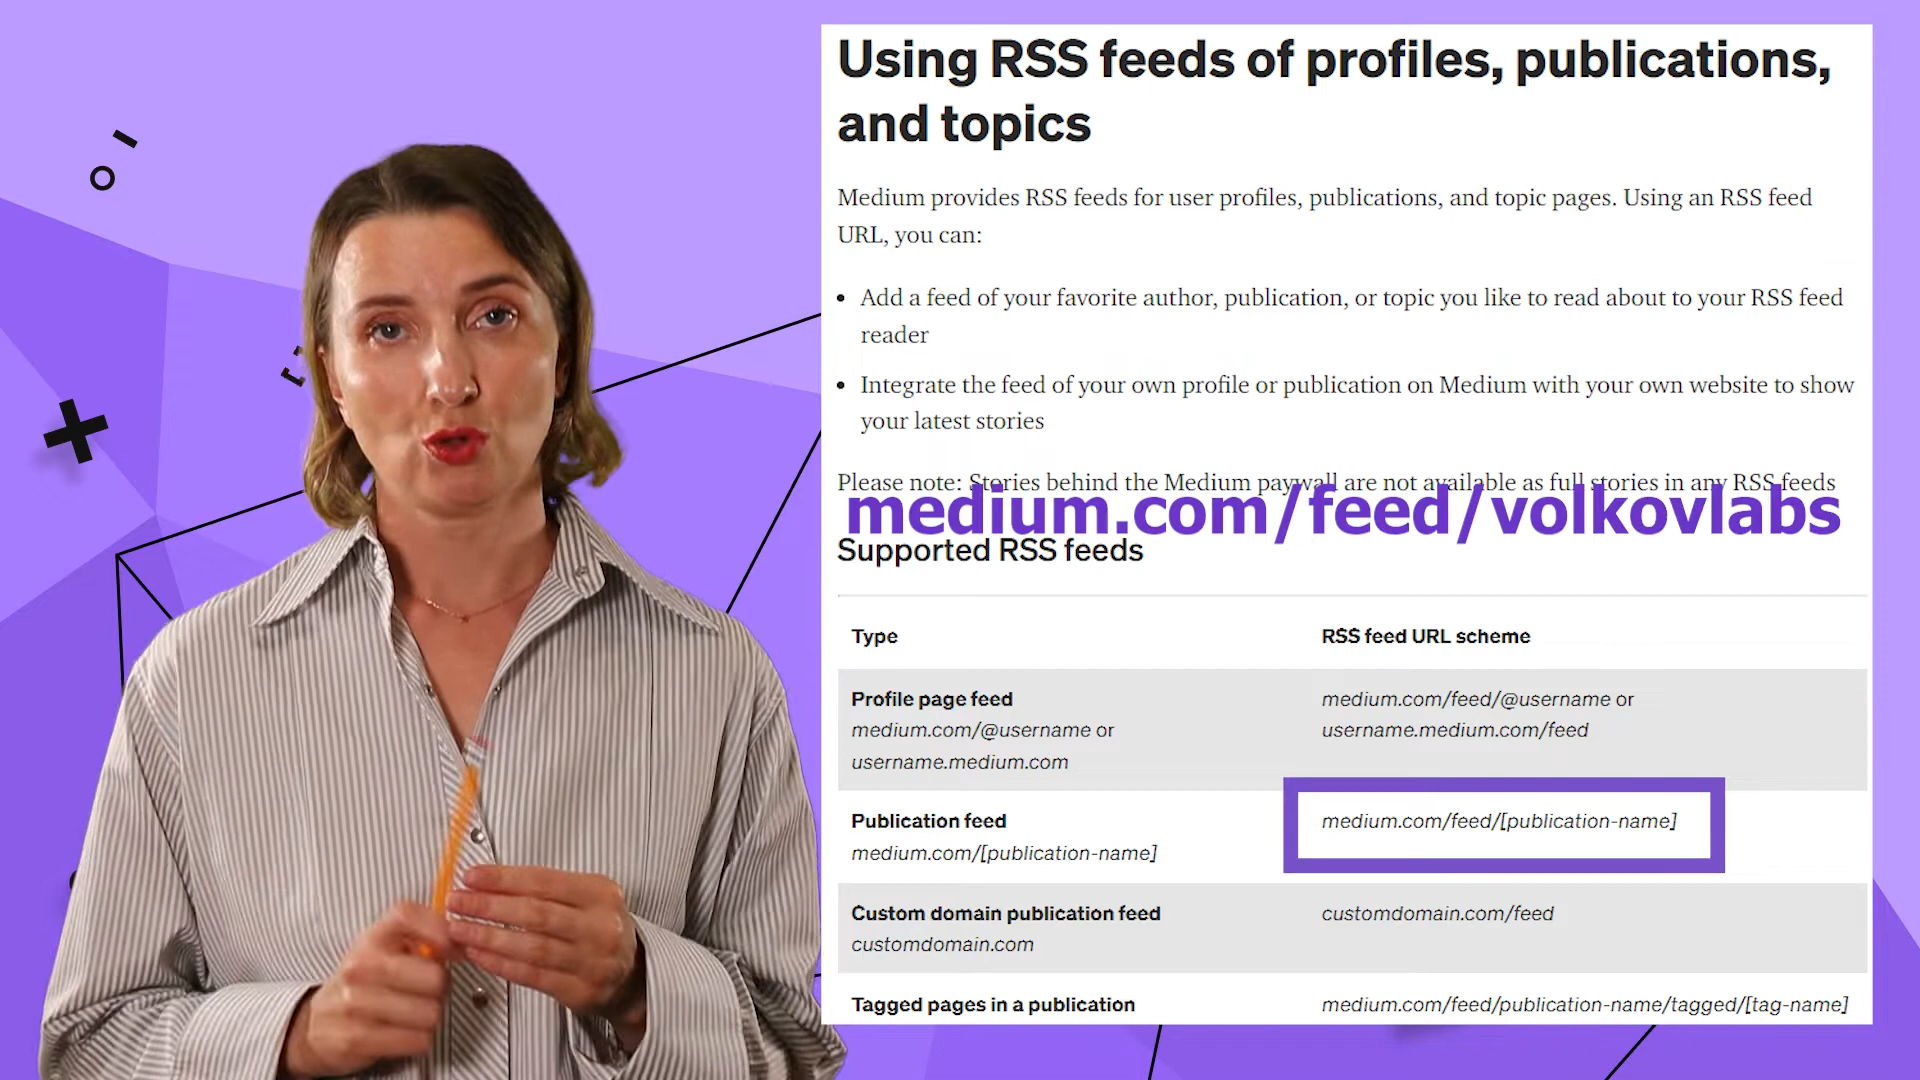 Using RSS feeds of profiles, publications,
and topics
Medium provides RSS feeds for user profiles, publications, and topic pages. Using an RSS feed
URL, you can:
• Add a feed of your favorite author, publication, or topic you like to read about to your RSS feed
reader
• Integrate the feed of your own profile or publication on Medium with your own website to show
your latest stories
Please note: Stories behind the Medium paywall are not available as full stories in any RSS feeds
medium.com/feed/volkovlabs
Supported RSS feeds
Type RSS feed URL scheme
Profile page feed medium.com/feed/@username or
medium.com/@username or username.medium.com/feed
username.medium.com
Publication feed medium.com/feed/[publication-name]
medium.com/[publication-name]
Custom domain publication feed customdomain.com/feed
customdomain.com
Tagged pages in a publication medium.com/feed/publication-name/tagged/[tag-name]